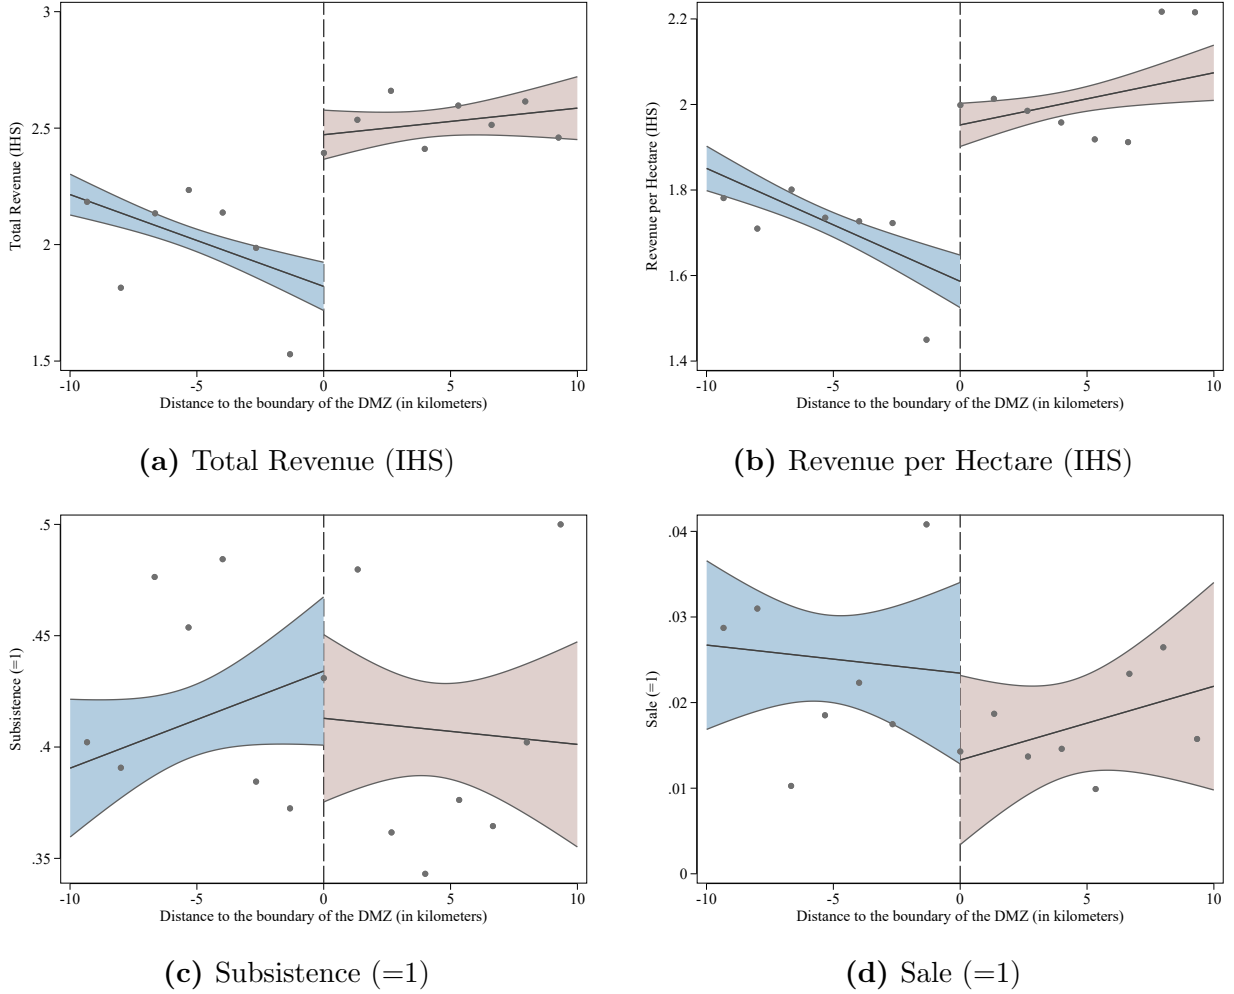 3
2.5
2
1.5
Total Revenue (IHS)
-10 -5 0 5 10
Distance to the boundary of the DMZ (in kilometers)
(a) Total Revenue (IHS)
2.2
2
1.8
1.6
1.4
Revenue per Hectare (IHS)
-10 -5 0 5 10
Distance to the boundary of the DMZ (in kilometers)
(b) Revenue per Hectare (IHS)
.5
.45
.4
.35
Subsistence (=1)
-10 -5 0 5 10
Distance to the boundary of the DMZ (in kilometers)
(c) Subsistence (=1)
.04
.03
.02
.01
0
Sale (=1)
-10 -5 0 5 10
Distance to the boundary of the DMZ (in kilometers)
(d) Sale (=1)